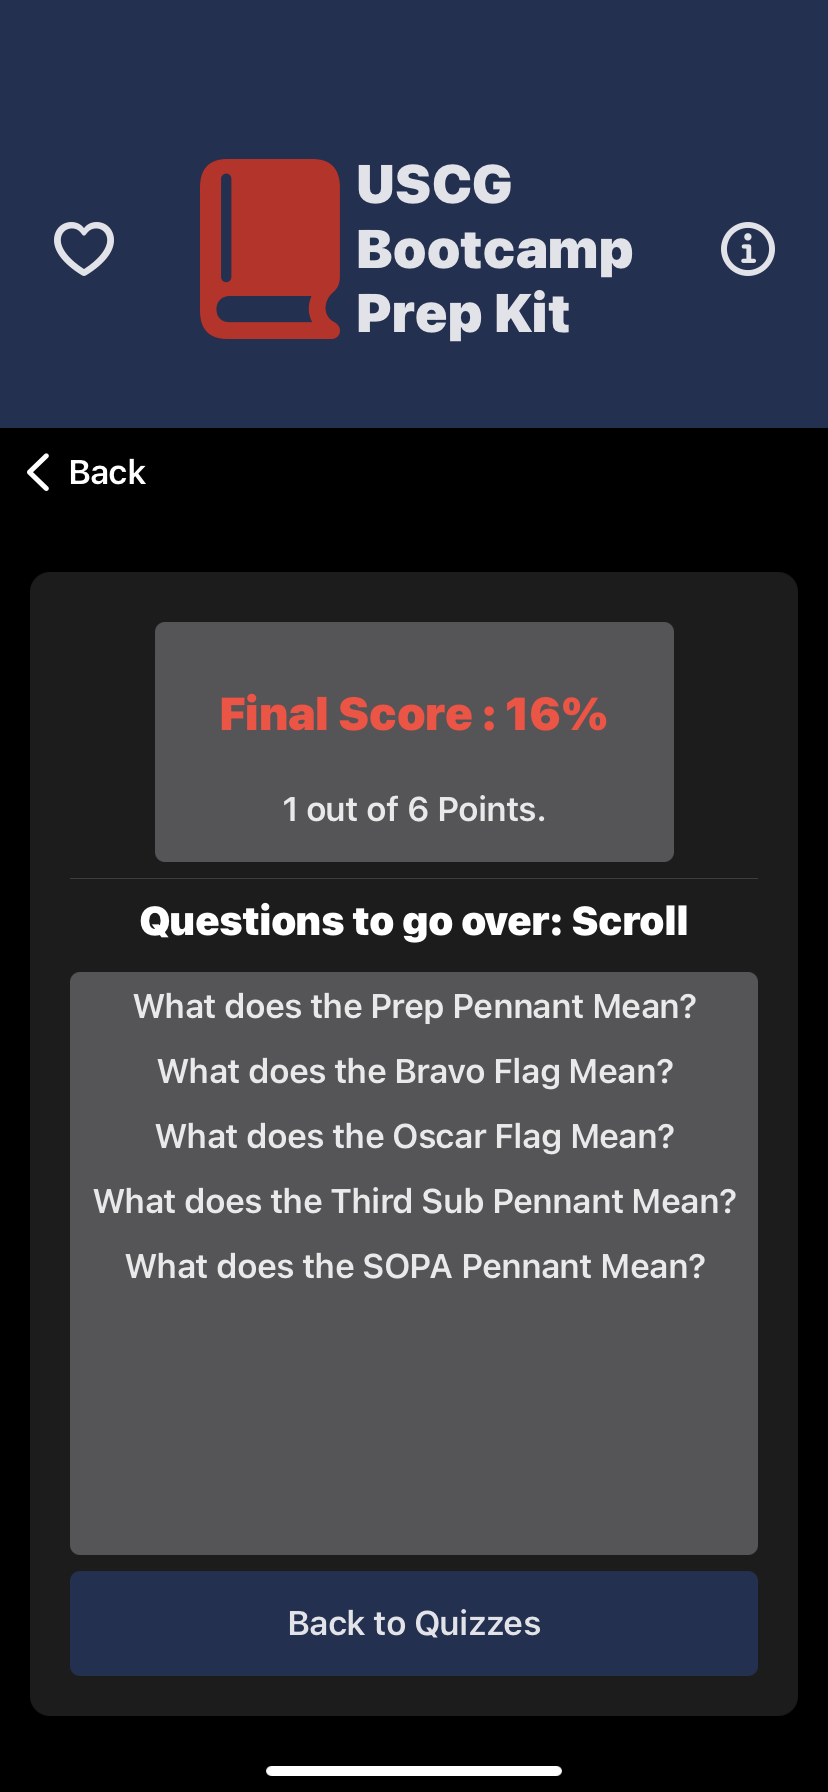 USCG
Bootcamp
Prep Kit
Back
Final Score : 16%
1 out of 6 Points.
Questions to go over: Scroll
What does the Prep Pennant Mean?
What does the Bravo Flag Mean?
What does the Oscar Flag Mean?
What does the Third Sub Pennant Mean?
What does the SOPA Pennant Mean?
Back to Quizzes